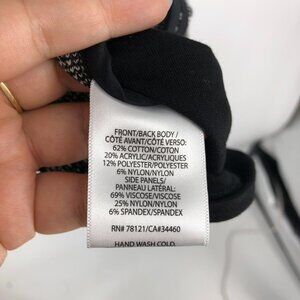 FRONT/BACK BODY /
CÔTÉ AVANT/CÔTÉ VERSO:
62% COTTON/COTON
20% ACRYLIC/ACRYLIQUES
12% POLYESTER/POLYESTER
6% NYLON/NYLON
SIDE PANELS/
PANNEAU LATÉRAL:
69% VISCOSE/VISCOSE
25% NYLON/NYLON
6% SPANDEX/SPANDEX
RN# 78121/CA#34460
HAND WASH COLD,